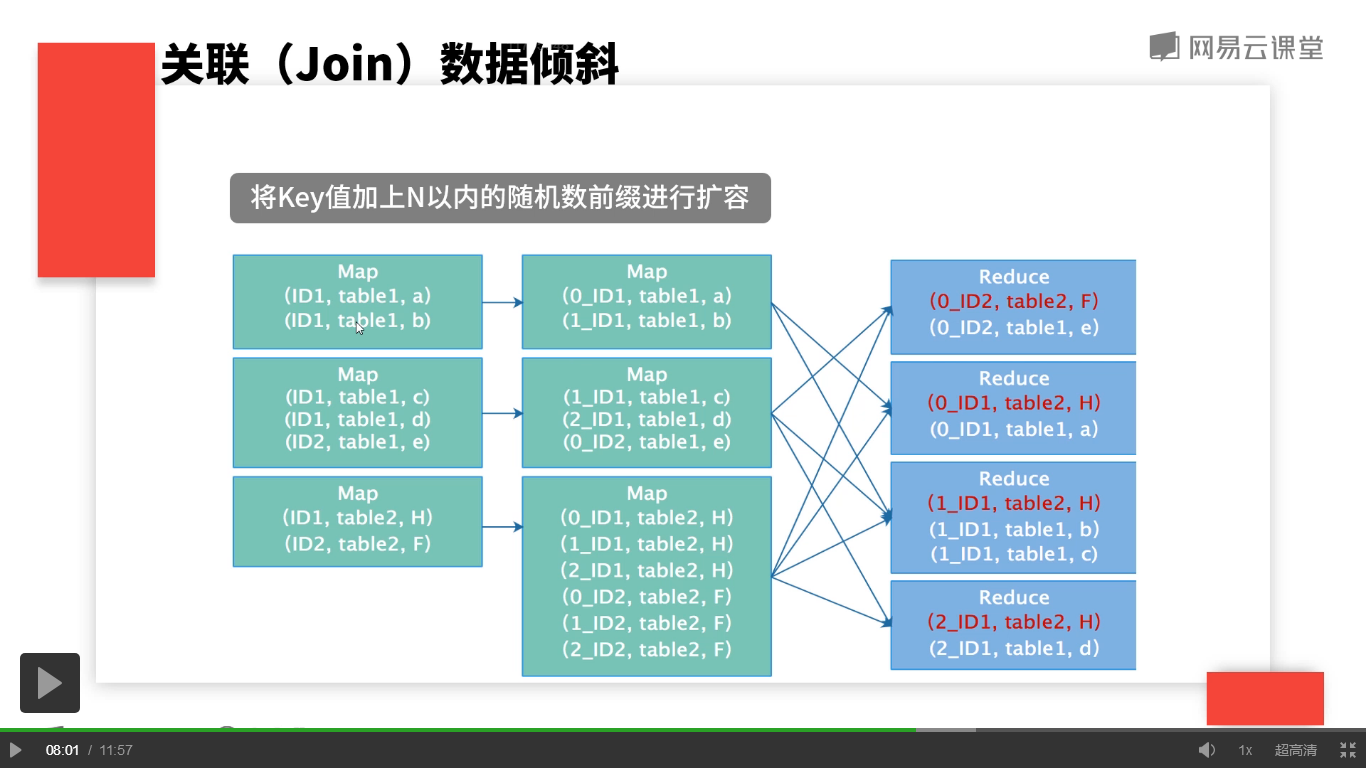 关联（Join）数据倾斜
网易云课堂
将Key值加上N以内的随机数前缀进行扩容
Map
(ID1, table1, a)
(ID1, table1, b)
Map
(ID1, table1, c)
(ID1, table1, d)
(ID2, table1, e)
Map
(ID1, table2, H)
(ID2, table2, F)
Map
(0_ID1, table1, a)
(1_ID1, table1, b)
Map
(1_ID1, table1, c)
(2_ID1, table1, d)
(0_ID2, table1, e)
Map
(0_ID1, table2, H)
(1_ID1, table2, H)
(2_ID1, table2, H)
(0_ID2, table2, F)
(1_ID2, table2, F)
(2_ID2, table2, F)
Reduce
(0_ID2, table2, F)
(0_ID2, table1, e)
Reduce
(0_ID1, table2, H)
(0_ID1, table1, a)
Reduce
(1_ID1, table2, H)
(1_ID1, table1, b)
(1_ID1, table1, c)
Reduce
(2_ID1, table2, H)
(2_ID1, table1, d)
08:01 / 11:57
1x
超高清